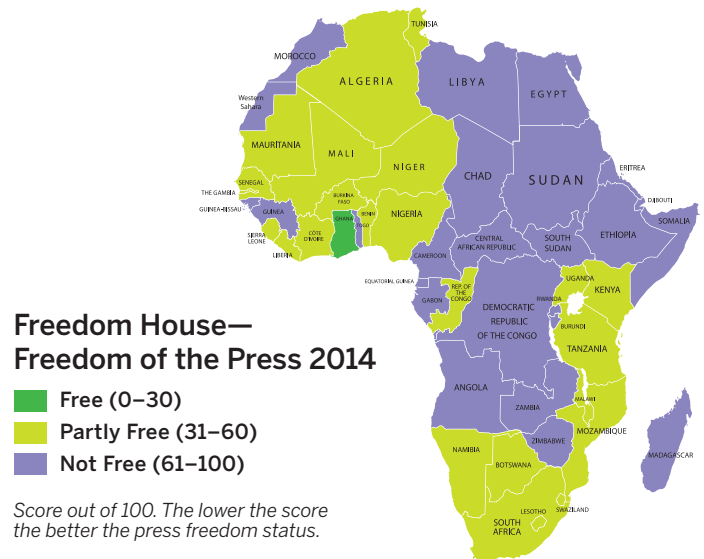 TUNISIA
MOROCCO
ALGERIA
LIBYA
EGYPT
Western
Sahara
MAURITANIA
MALI
NIGER
CHAD
SUDAN
ERITREA
SENEGAL
THE GAMBIA
BURKINA
FASO
DJIBOUTI
GUINEA-BISSAU
GUINEA
GHANA
BENIN
TOGO
NIGERIA
SOMALIA
SIERRA
LEONE
CÔTE
D'IVOIRE
LIBERIA
CENTRAL
AFRICAN REPUBLIC
SOUTH
SUDAN
ETHIOPIA
CAMEROON
EQUATORIAL GUINEA
REP. OF
THE
CONGO
GABON
UGANDA
KENYA
RWANDA
DEMOCRATIC
REPUBLIC
OF THE CONGO
BURUNDI
TANZANIA
Freedom House—
Freedom of the Press 2014
Free (0–30)
Partly Free (31–60)
Not Free (61–100)
Score out of 100. The lower the score
the better the press freedom status.
ANGOLA
ZAMBIA
MALAWI
MOZAMBIQUE
ZIMBABWE
MADAGASCAR
NAMIBIA
BOTSWANA
SWAZILAND
LESOTHO
SOUTH
AFRICA